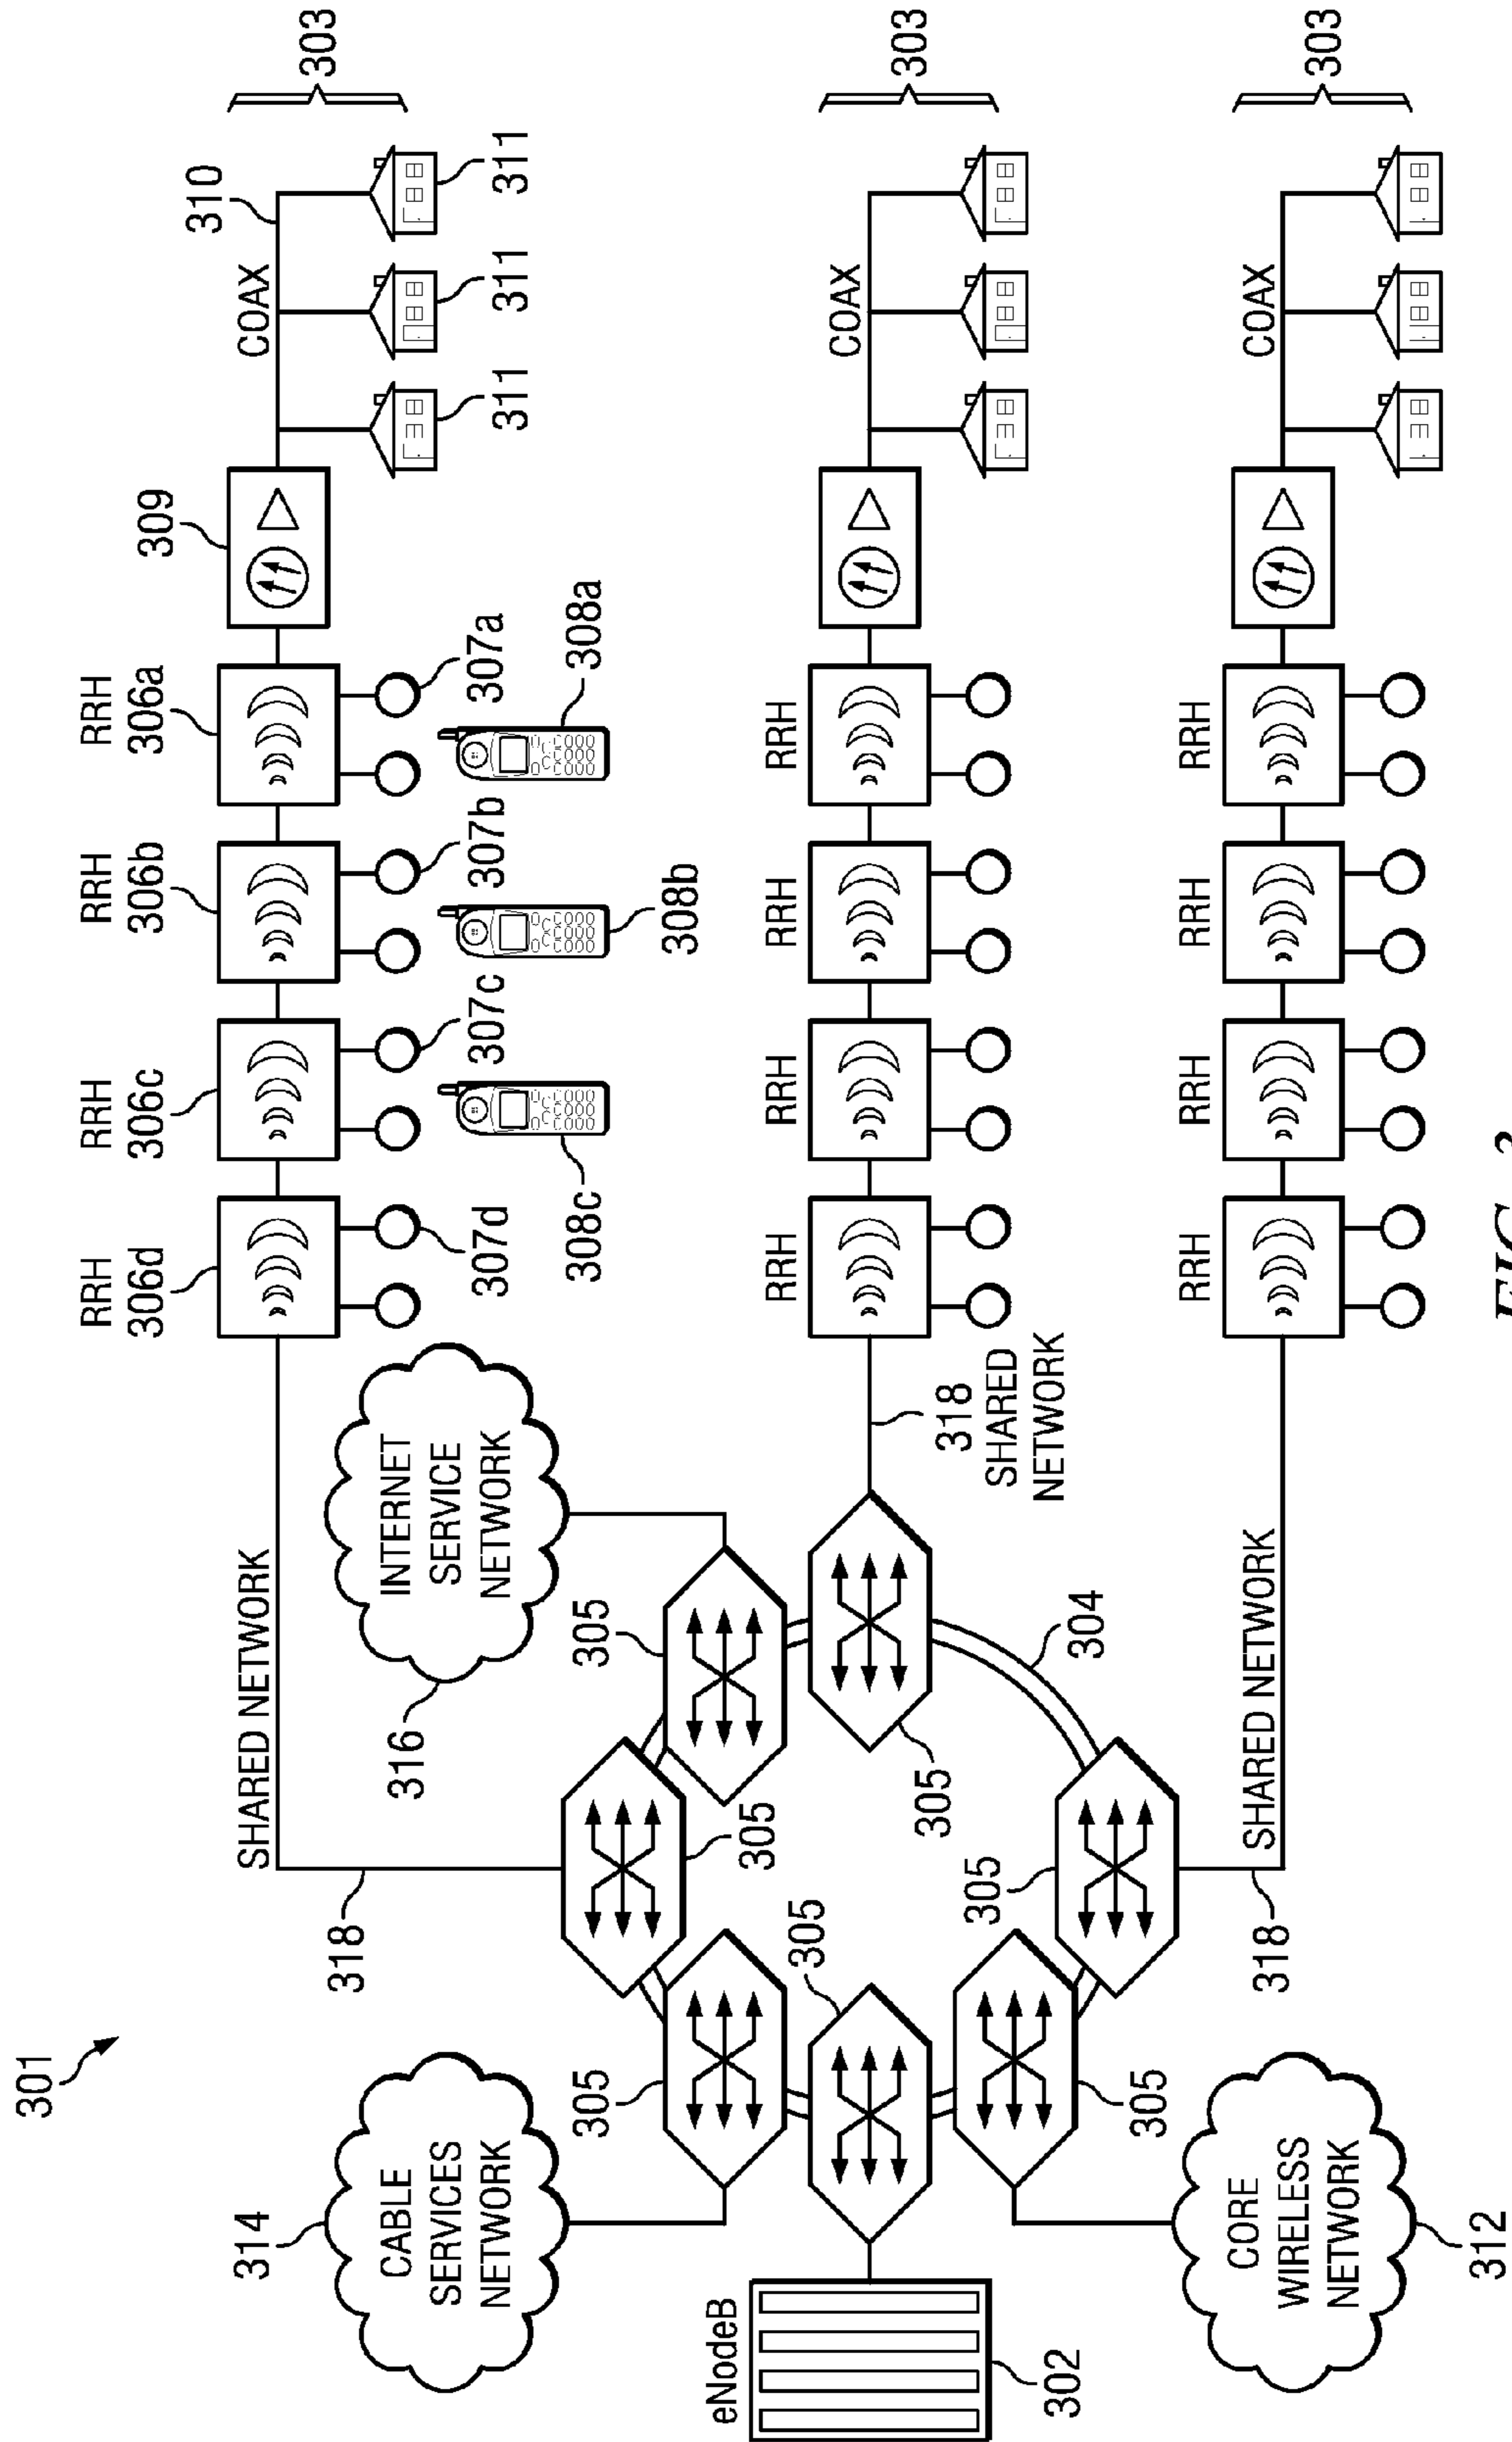 301
RRH
306d
RRH
306c
RRH
306b
RRH
306a
309
COAX
310
303
SHARED NETWORK
318
307d
307c
307b
307a
308c
308b
308a
311
311
311
314
CABLE
SERVICES
NETWORK
316
INTERNET
SERVICE
NETWORK
305
305
305
305
305
305
305
304
eNodeB
302
318
SHARED
NETWORK
RRH
RRH
RRH
RRH
COAX
303
312
CORE
WIRELESS
NETWORK
318
SHARED NETWORK
RRH
RRH
RRH
RRH
COAX
303